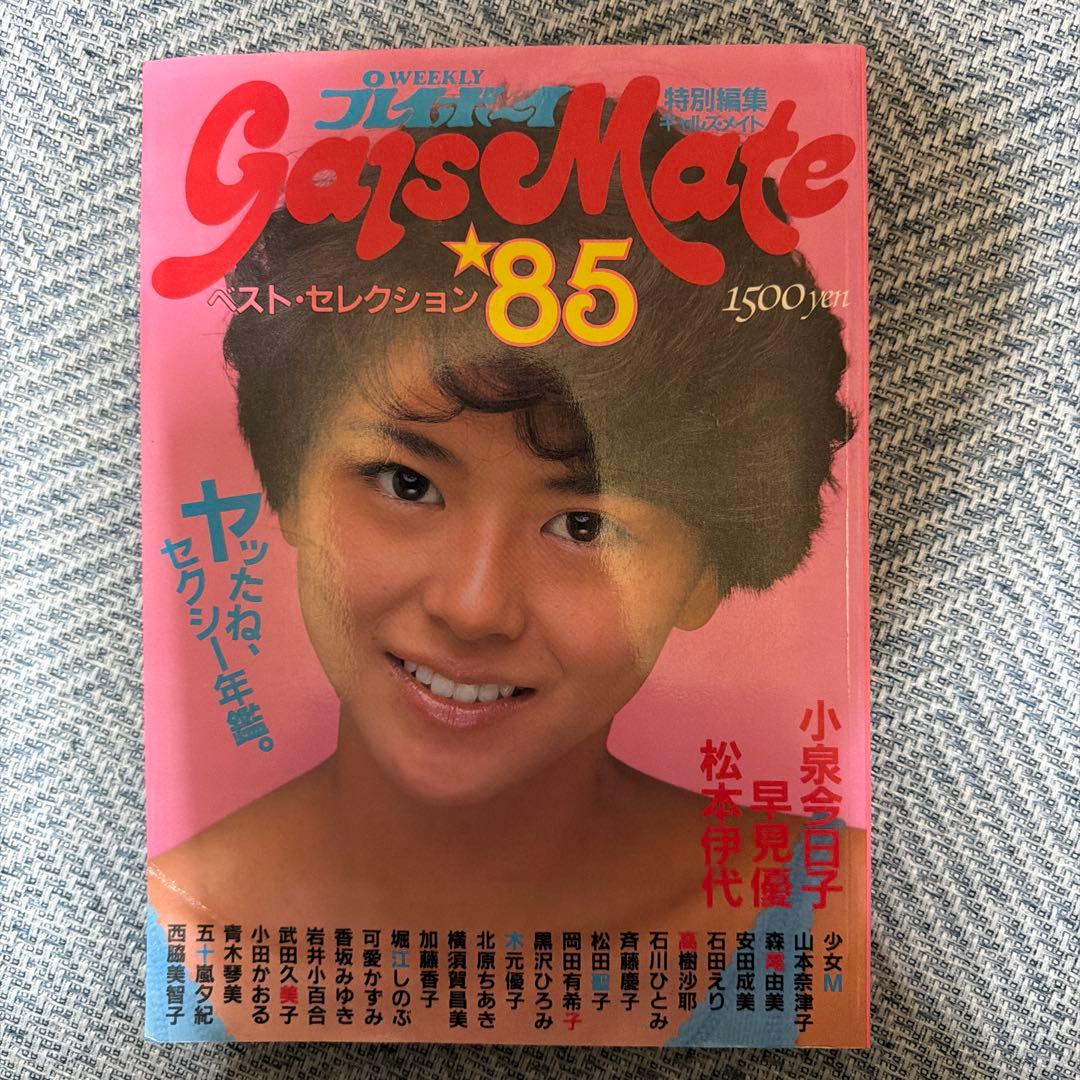 WEEKLY
プレイボーイ
特別編集
ギャルズ・メイト
GalsMate
★'85
ベスト・セレクション
1500yen
ヤッたね、
セクシー年鑑。
小泉今日子
早見優
松本伊代
少女M
山本奈津子
森美由美
安田成美
石田えり
高樹沙耶
石川ひとみ
斉藤慶子
松田聖子
岡田有希子
黒沢ひろみ
木元優子
北原ちあき
横須賀昌美
加藤香子
堀江しのぶ
可愛かずみ
香坂みゆき
岩井小百合
武田久美子
小田かおる
青木琴美
五十嵐夕紀
西脇美智子